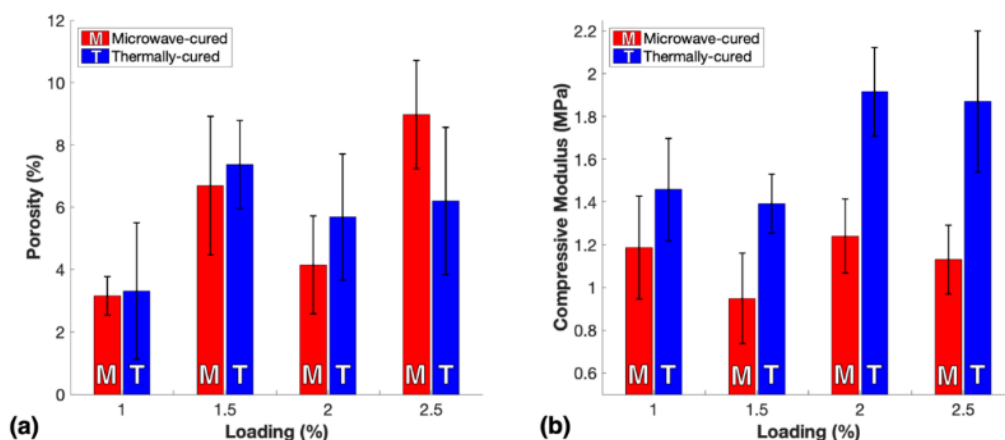 12
10
8
6
4
2
0
Porosity (%)
M Microwave-cured
T Thermally-cured
M T M T M T M T
1 1.5 2 2.5
Loading (%)
(a)
2.2
2
1.8
1.6
1.4
1.2
1
0.8
0.6
Compressive Modulus (MPa)
M Microwave-cured
T Thermally-cured
M T M T M T M T
1 1.5 2 2.5
Loading (%)
(b)